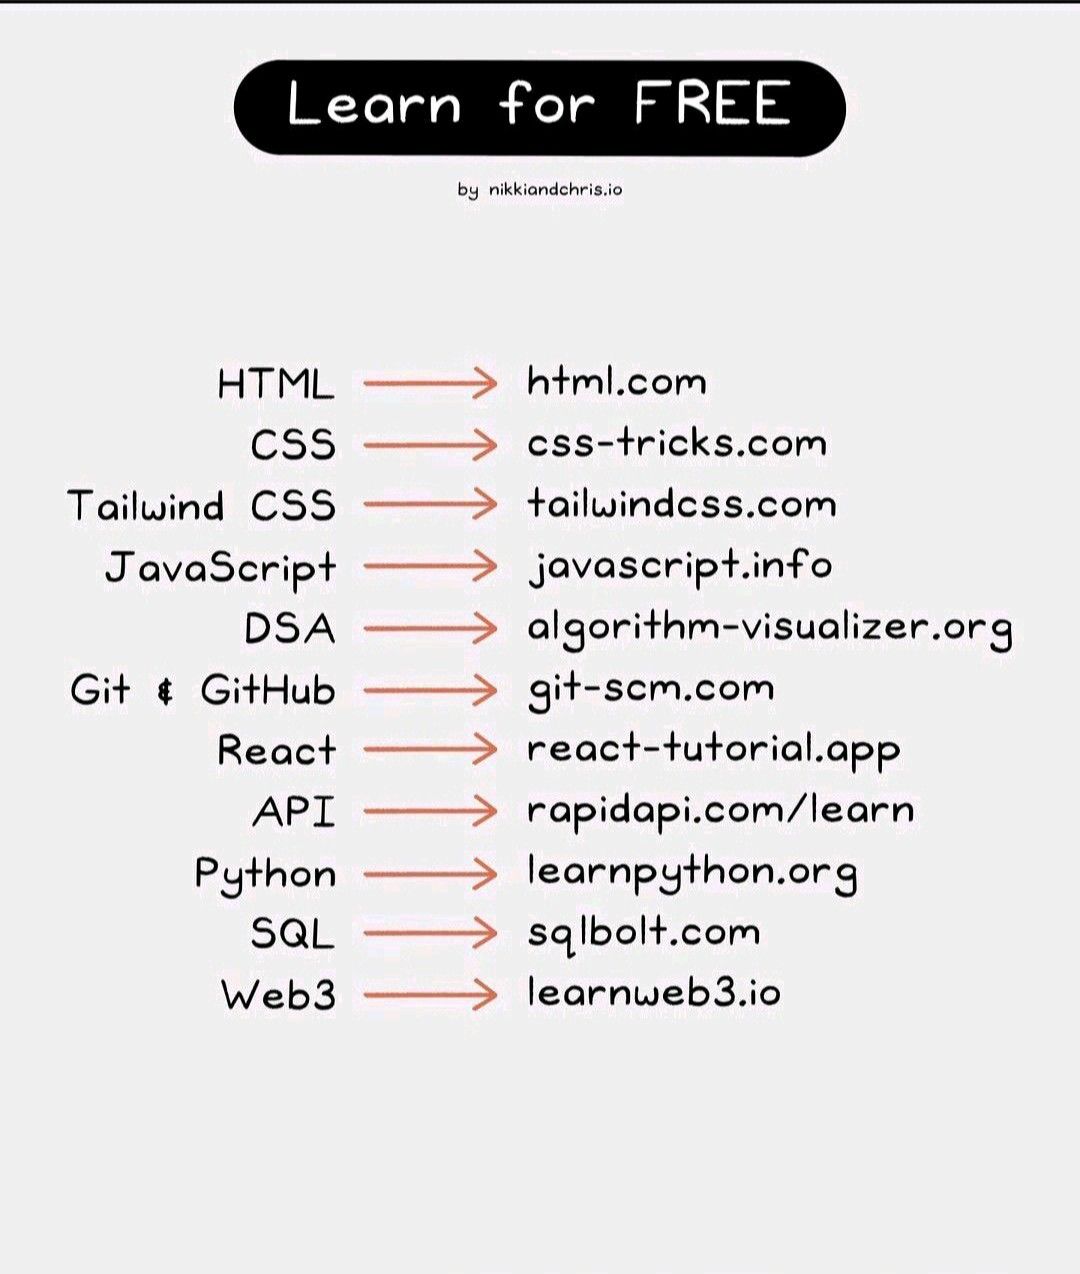 Learn for FREE
by nikkiandchris.io
HTML → html.com
CSS → css-tricks.com
Tailwind CSS → tailwindcss.com
JavaScript → javascript.info
DSA → algorithm-visualizer.org
Git & GitHub → git-scm.com
React → react-tutorial.app
API → rapidapi.com/learn
Python → learnpython.org
SQL → sqlbolt.com
Web3 → learnweb3.io